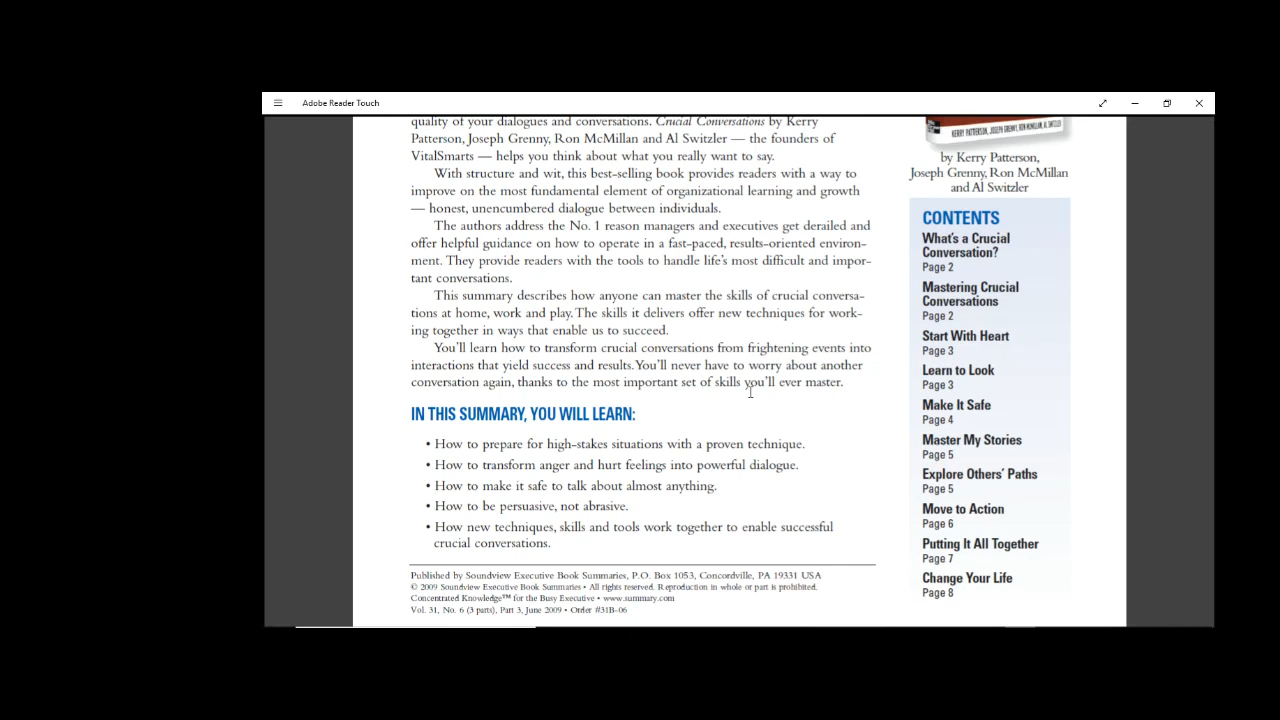 Adobe Reader Touch
quality of your dialogues and conversations. Crucial Conversations by Kerry
Patterson, Joseph Grenny, Ron McMillan and Al Switzler — the founders of
VitalSmarts — helps you think about what you really want to say.
With structure and wit, this best-selling book provides readers with a way to
improve on the most fundamental element of organizational learning and growth
— honest, unencumbered dialogue between individuals.
The authors address the No. 1 reason managers and executives get derailed and
offer helpful guidance on how to operate in a fast-paced, results-oriented environ-
ment. They provide readers with the tools to handle life's most difficult and impor-
tant conversations.
This summary describes how anyone can master the skills of crucial conversa-
tions at home, work and play. The skills it delivers offer new techniques for work-
ing together in ways that enable us to succeed.
You'll learn how to transform crucial conversations from frightening events into
interactions that yield success and results. You'll never have to worry about another
conversation again, thanks to the most important set of skills you'll ever master.
IN THIS SUMMARY, YOU WILL LEARN:
• How to prepare for high-stakes situations with a proven technique.
• How to transform anger and hurt feelings into powerful dialogue.
• How to make it safe to talk about almost anything.
• How to be persuasive, not abrasive.
• How new techniques, skills and tools work together to enable successful
crucial conversations.
Published by Soundview Executive Book Summaries, P.O. Box 1053, Concordville, PA 19331 USA
© 2009 Soundview Executive Book Summaries • All rights reserved. Reproduction in whole or part is prohibited.
Concentrated Knowledge™ for the Busy Executive • www.summary.com
Vol. 31, No. 6 (3 parts), Part 3, June 2009 • Order #31B-06
KERRY PATTERSON, JOSEPH GRENNY, RON MCMILLAN, AL SWITZLER
by Kerry Patterson,
Joseph Grenny, Ron McMillan
and Al Switzler
CONTENTS
What's a Crucial
Conversation?
Page 2
Mastering Crucial
Conversations
Page 2
Start With Heart
Page 3
Learn to Look
Page 3
Make It Safe
Page 4
Master My Stories
Page 5
Explore Others' Paths
Page 5
Move to Action
Page 6
Putting It All Together
Page 7
Change Your Life
Page 8